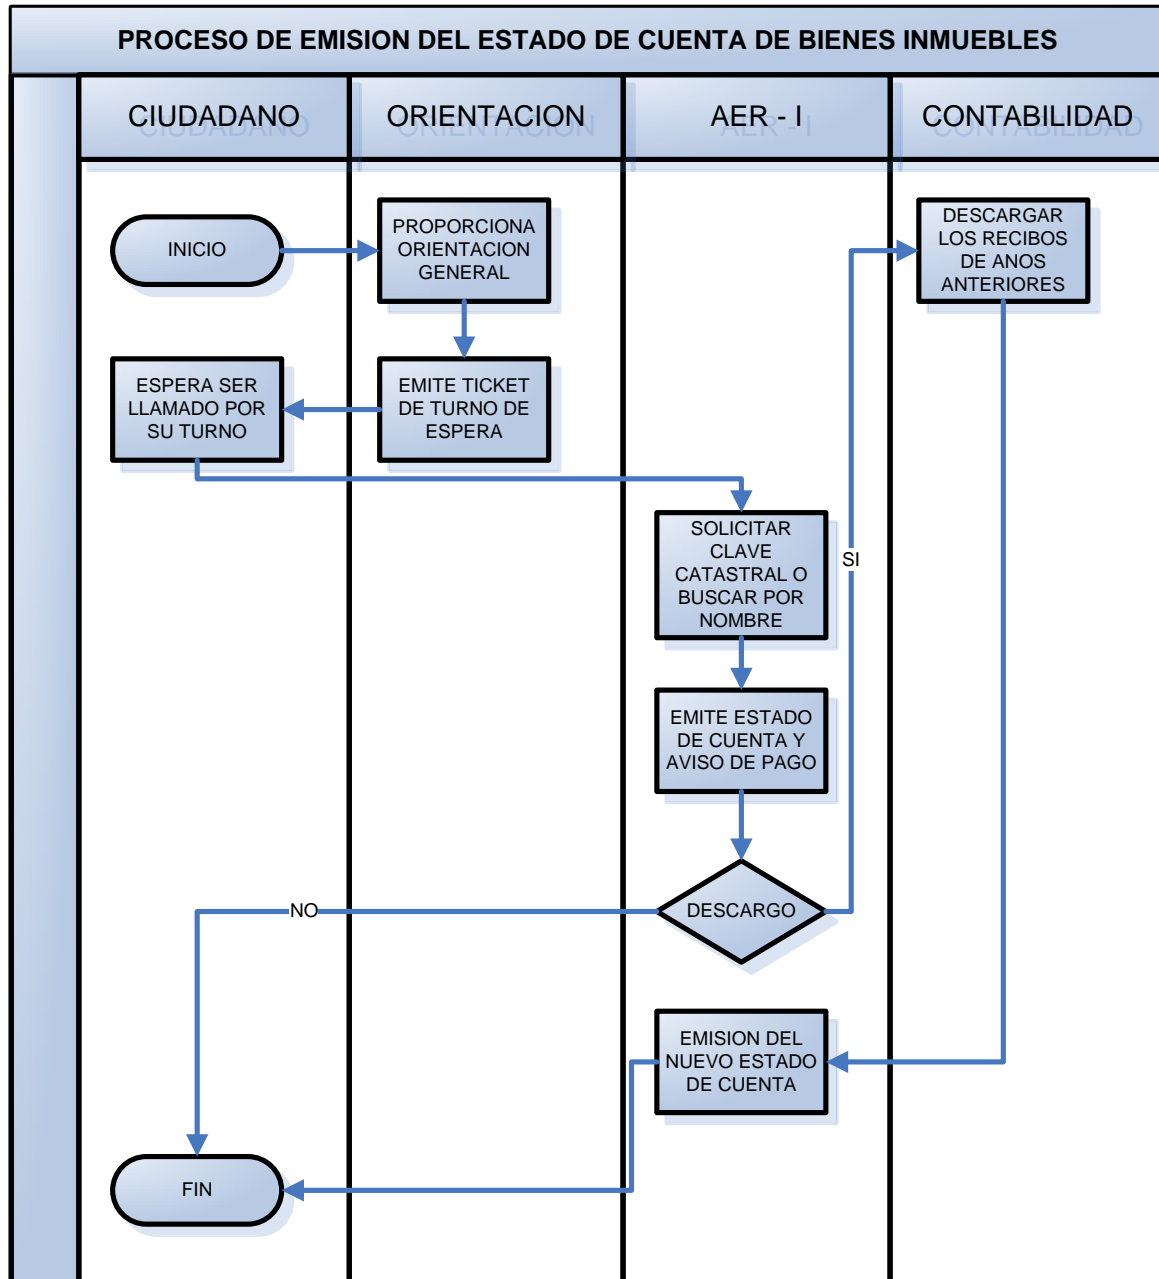 PROCESO DE EMISION DEL ESTADO DE CUENTA DE BIENES INMUEBLES
CIUDADANO
ORIENTACION
AER - I
CONTABILIDAD
INICIO
PROPORCIONA
ORIENTACION
GENERAL
DESCARGAR
LOS RECIBOS
DE ANOS
ANTERIORES
ESPERA SER
LLAMADO POR
SU TURNO
EMITE TICKET
DE TURNO DE
ESPERA
SOLICITAR
CLAVE
CATASTRAL O
BUSCAR POR
NOMBRE
SI
EMITE ESTADO
DE CUENTA Y
AVISO DE PAGO
NO
DESCARGO
EMISION DEL
NUEVO ESTADO
DE CUENTA
FIN